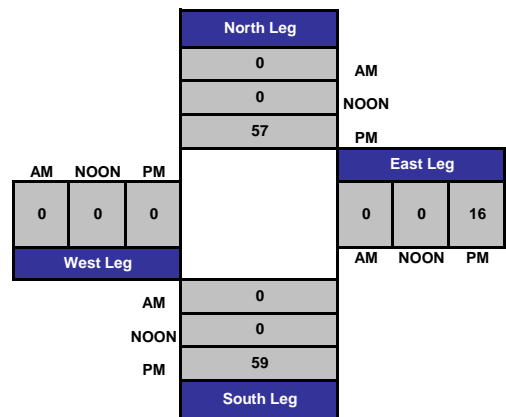 North Leg
0 AM
0 NOON
57 PM
AM NOON PM East Leg
0 0 0 0 0 16
West Leg AM NOON PM
AM 0
NOON 0
PM 59
South Leg